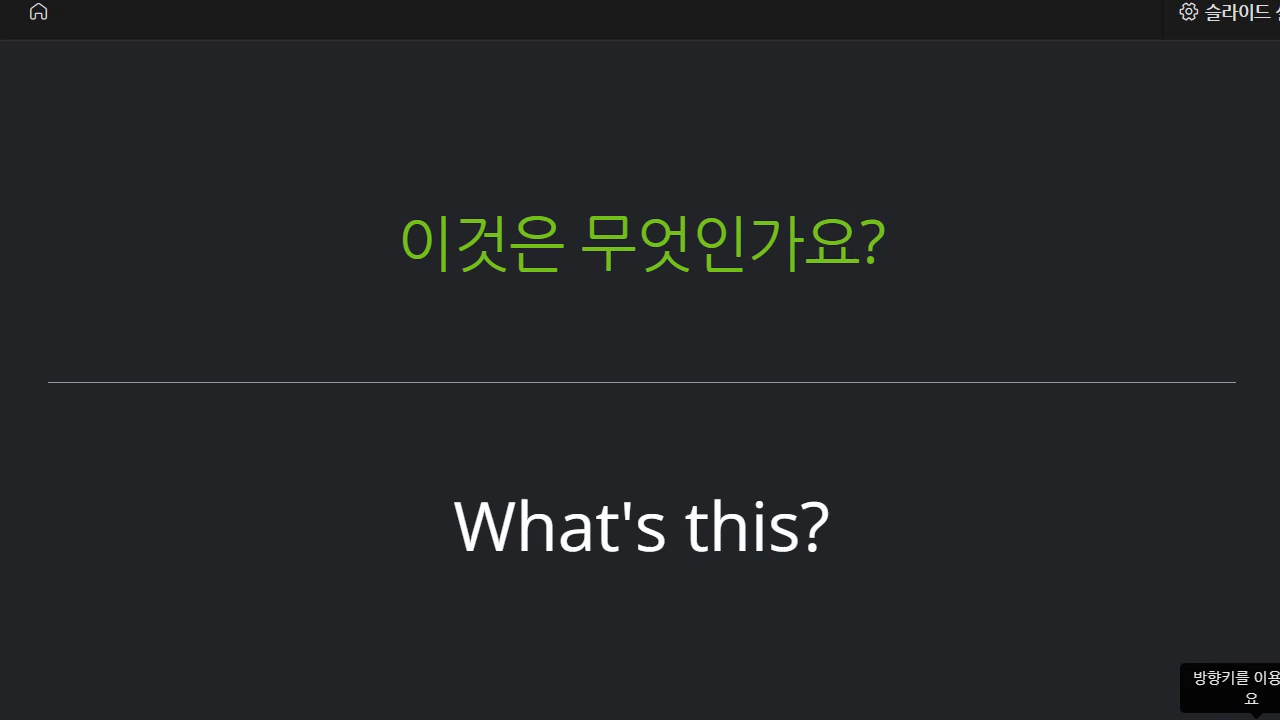 슬라이드
이것은 무엇인가요?
What's this?
방향키를 이용
요